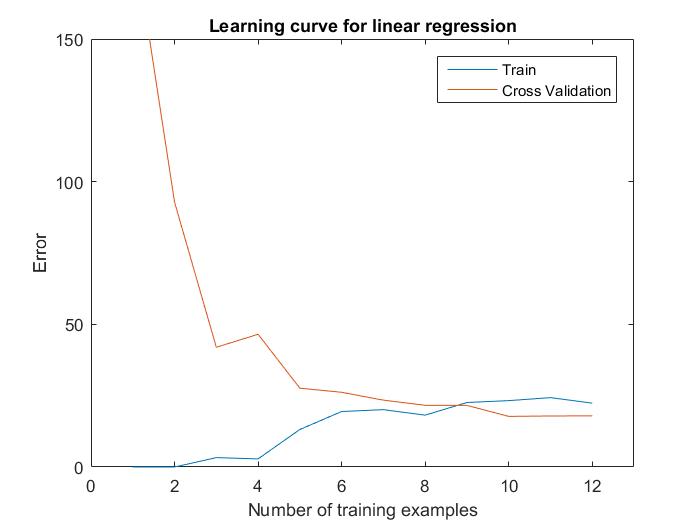 Learning curve for linear regression
150
100
50
0
Error
Train
Cross Validation
0 2 4 6 8 10 12
Number of training examples